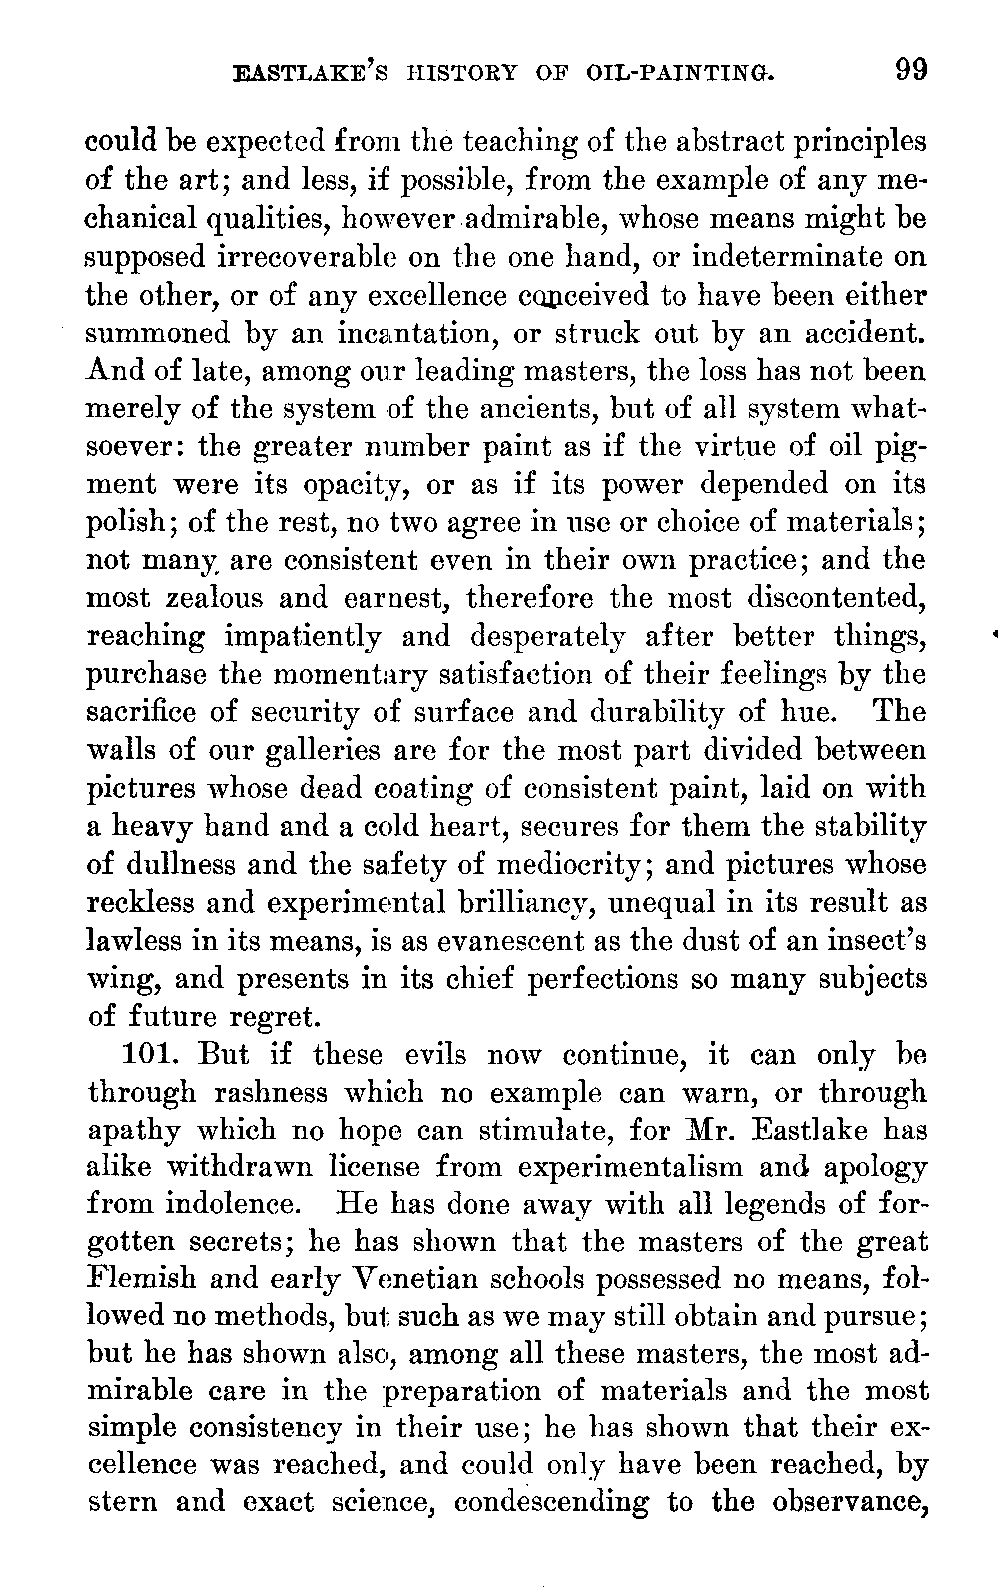 EASTLAKE'S HISTORY OF OIL-PAINTING. 99
could be expected from the teaching of the abstract principles
of the art; and less, if possible, from the example of any me-
chanical qualities, however admirable, whose means might be
supposed irrecoverable on the one hand, or indeterminate on
the other, or of any excellence conceived to have been either
summoned by an incantation, or struck out by an accident.
And of late, among our leading masters, the loss has not been
merely of the system of the ancients, but of all system what-
soever: the greater number paint as if the virtue of oil pig-
ment were its opacity, or as if its power depended on its
polish; of the rest, no two agree in use or choice of materials;
not many are consistent even in their own practice; and the
most zealous and earnest, therefore the most discontented,
reaching impatiently and desperately after better things,
purchase the momentary satisfaction of their feelings by the
sacrifice of security of surface and durability of hue. The
walls of our galleries are for the most part divided between
pictures whose dead coating of consistent paint, laid on with
a heavy hand and a cold heart, secures for them the stability
of dullness and the safety of mediocrity; and pictures whose
reckless and experimental brilliancy, unequal in its result as
lawless in its means, is as evanescent as the dust of an insect's
wing, and presents in its chief perfections so many subjects
of future regret.
101. But if these evils now continue, it can only be
through rashness which no example can warn, or through
apathy which no hope can stimulate, for Mr. Eastlake has
alike withdrawn license from experimentalism and apology
from indolence. He has done away with all legends of for-
gotten secrets; he has shown that the masters of the great
Flemish and early Venetian schools possessed no means, fol-
lowed no methods, but such as we may still obtain and pursue;
but he has shown also, among all these masters, the most ad-
mirable care in the preparation of materials and the most
simple consistency in their use; he has shown that their ex-
cellence was reached, and could only have been reached, by
stern and exact science, condescending to the observance,